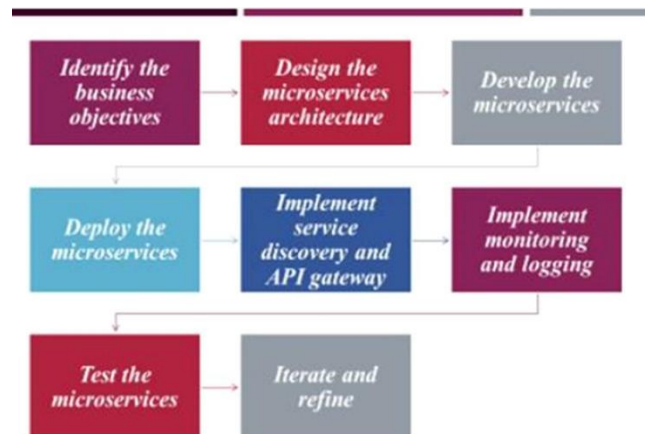 Identify the
business
objectives
Design the
microservices
architecture
Develop the
microservices
Deploy the
microservices
Implement
service
discovery and
API gateway
Implement
monitoring
and logging
Test the
microservices
Iterate and
refine